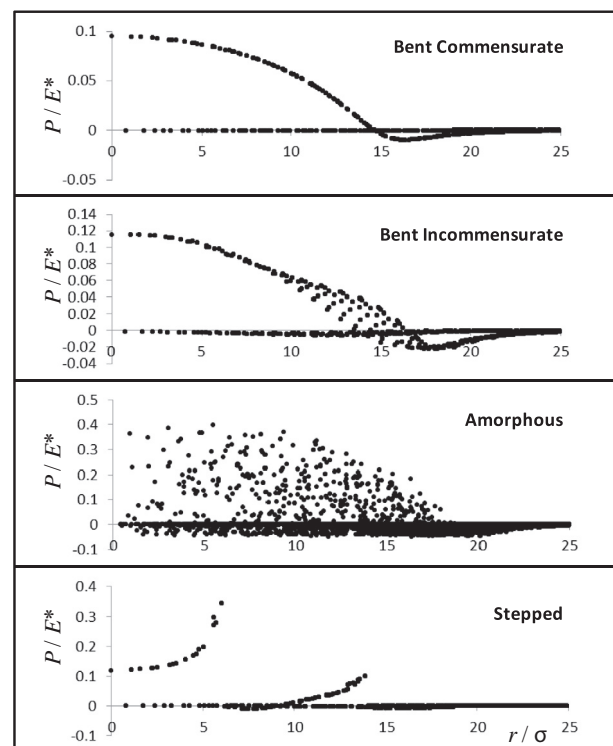 0.1
Bent Commensurate
P / E*
0.05
0
0 5 10 15 20 25
-0.05
0.14
Bent Incommensurate
0.12
0.1
P / E*
0.08
0.06
0.04
0.02
0
0 5 10 15 20 25
-0.02
-0.04
0.5
Amorphous
0.4
P / E*
0.3
0.2
0.1
0
0 5 10 15 20 25
-0.1
0.4
Stepped
P / E*
0.3
0.2
0.1
0
0 5 10 15 20 25
-0.1
r / σ